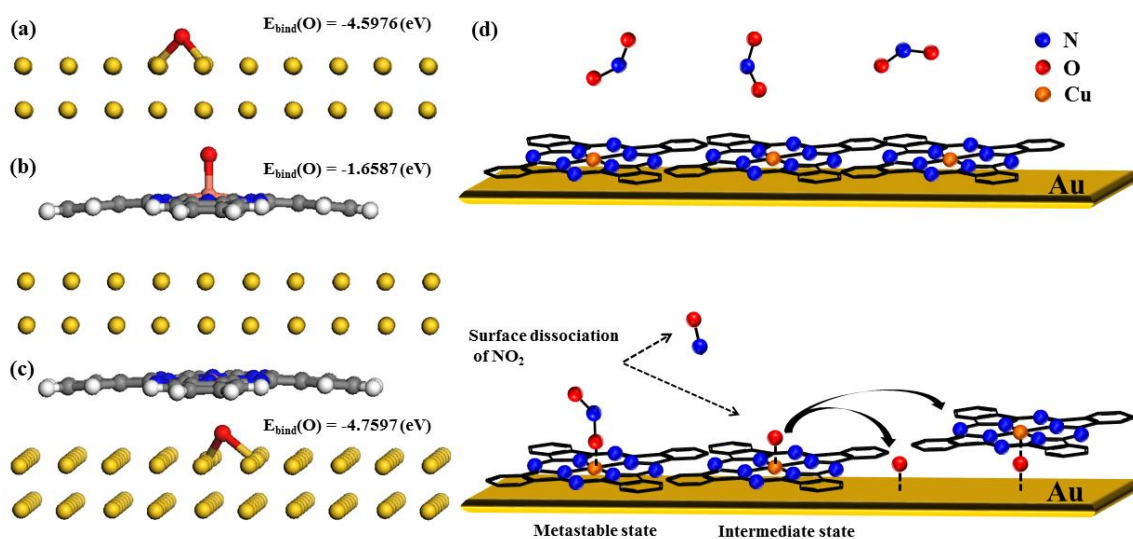 (a)
E_bind(O) = -4.5976 (eV)
(b)
E_bind(O) = -1.6587 (eV)
(c)
E_bind(O) = -4.7597 (eV)
(d)
N
O
Cu
Au
Surface dissociation
of NO₂
Au
Metastable state
Intermediate state